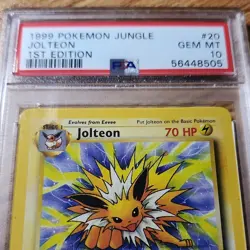 1999 POKEMON JUNGLE #20
JOLTEON GEM MT
1ST EDITION 10
PSA 56448505
Evolves from Eevee Put Jolteon on the Basic Pokémon
Jolteon 70 HP